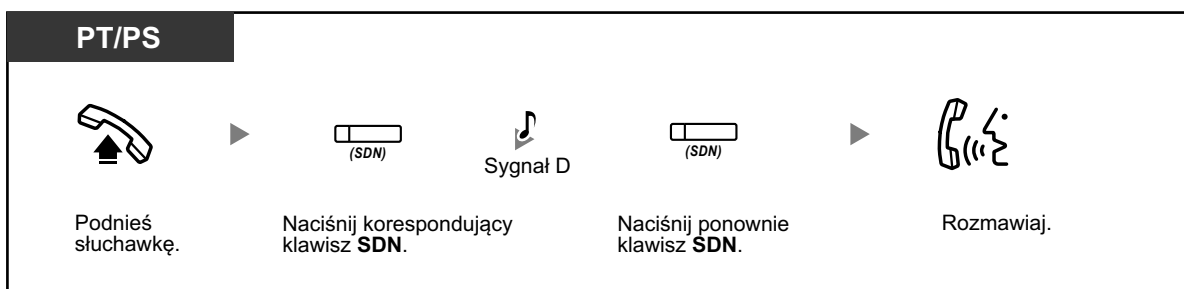 PT/PS
(SDN)
Sygnał D
(SDN)
Podnieś
słuchawkę.
Naciśnij korespondujący
klawisz SDN.
Naciśnij ponownie
klawisz SDN.
Rozmawiaj.